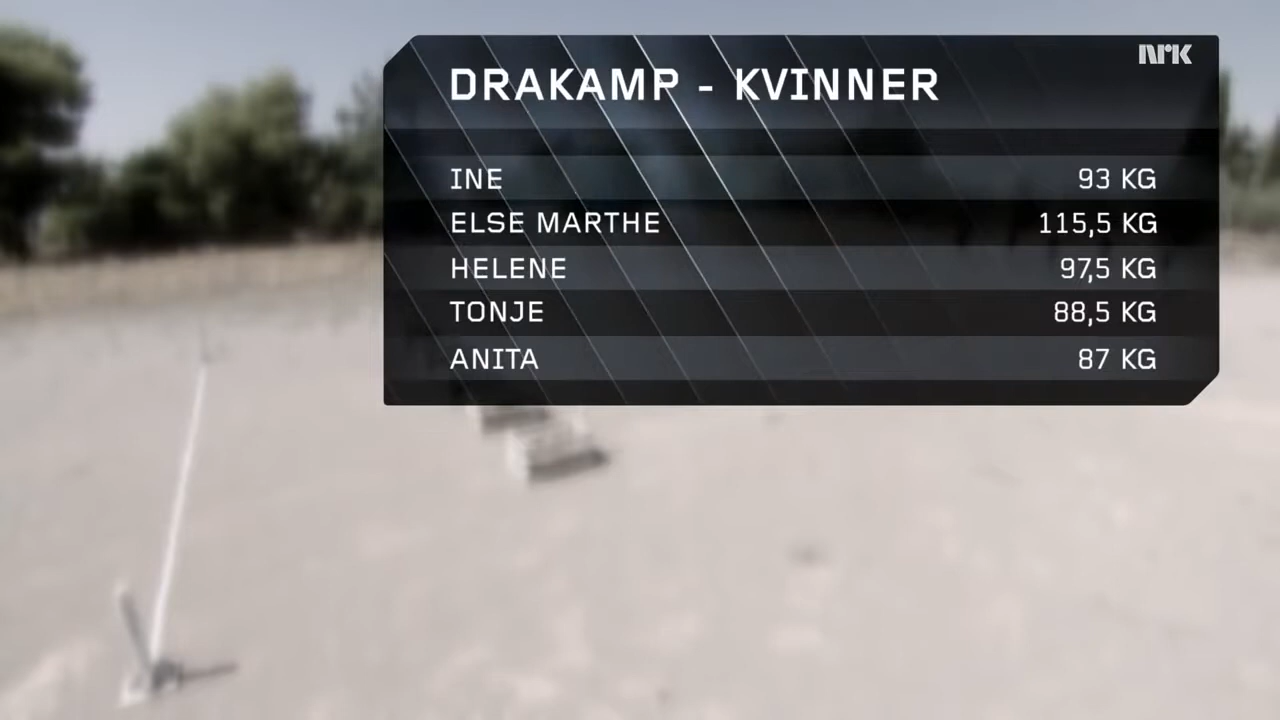 NRK
DRAKAMP - KVINNER
INE 93 KG
ELSE MARTHE 115,5 KG
HELENE 97,5 KG
TONJE 88,5 KG
ANITA 87 KG